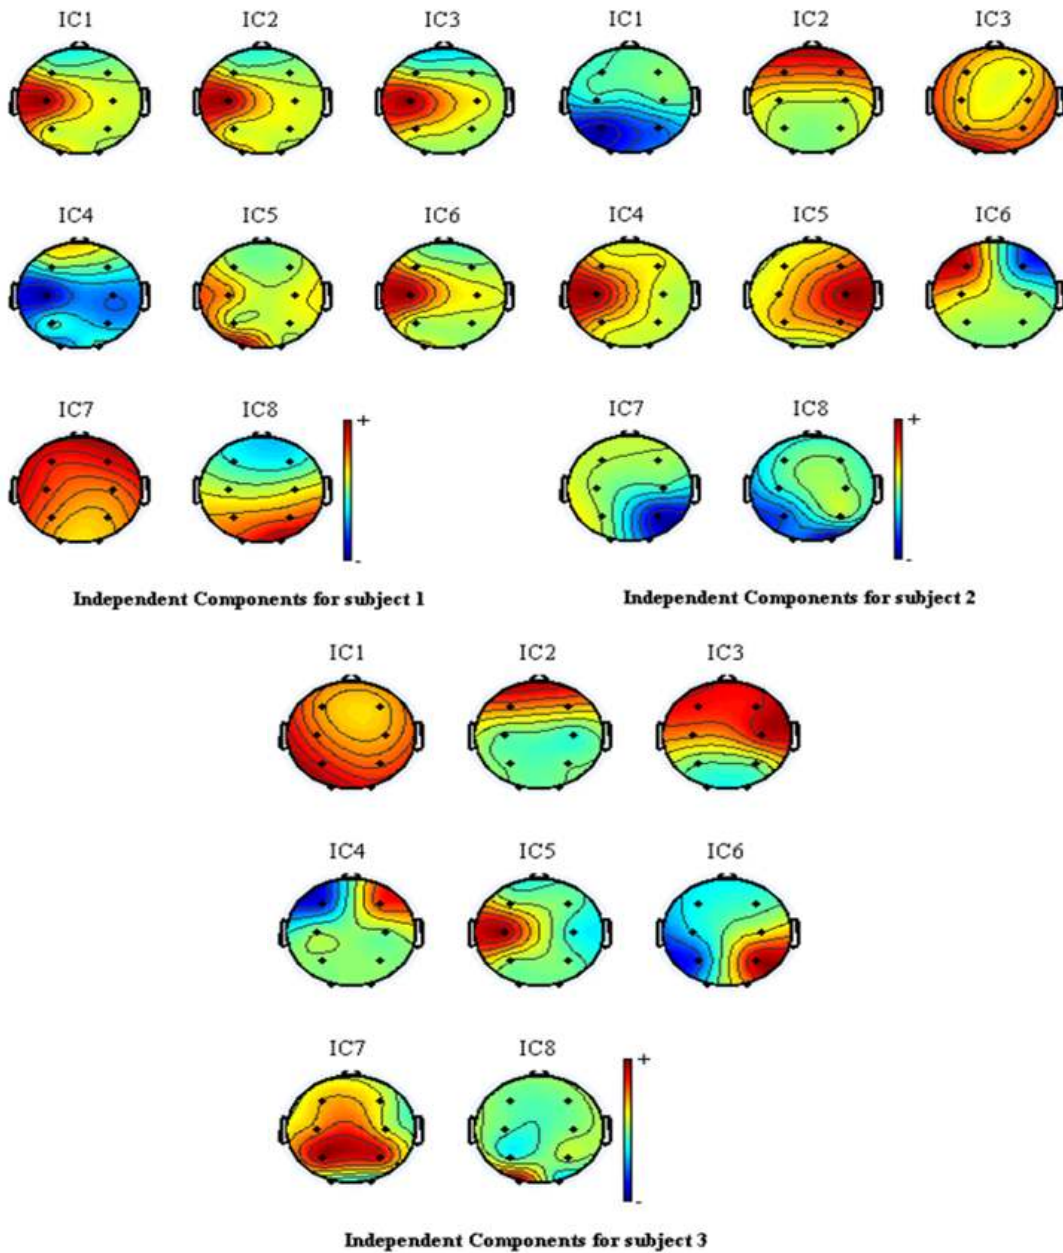 IC1 IC2 IC3
IC4 IC5 IC6
IC7 IC8
+
-
Independent Components for subject 1
IC1 IC2 IC3
IC4 IC5 IC6
IC7 IC8
+
-
Independent Components for subject 2
IC1 IC2 IC3
IC4 IC5 IC6
IC7 IC8
+
-
Independent Components for subject 3